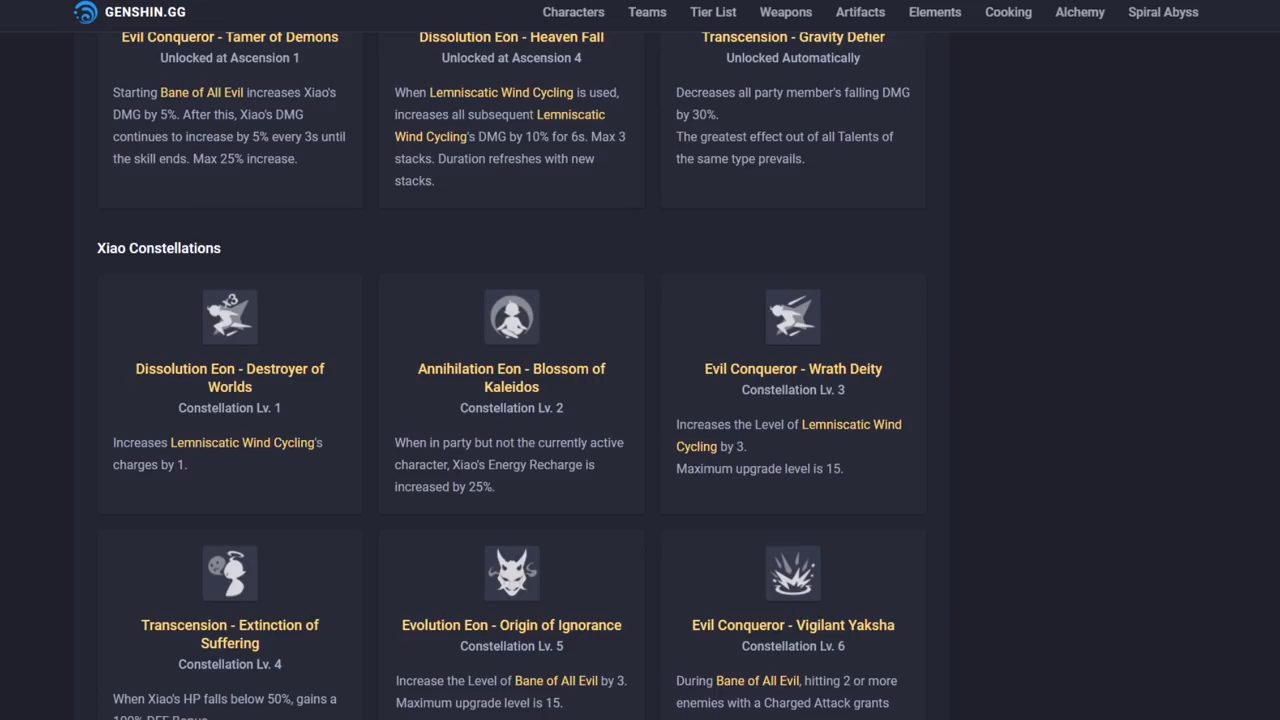 GENSHIN.GG
Characters Teams Tier List Weapons Artifacts Elements Cooking Alchemy Spiral Abyss
Evil Conqueror - Tamer of Demons
Unlocked at Ascension 1
Starting Bane of All Evil increases Xiao's
DMG by 5%. After this, Xiao's DMG
continues to increase by 5% every 3s until
the skill ends. Max 25% increase.
Dissolution Eon - Heaven Fall
Unlocked at Ascension 4
When Lemniscatic Wind Cycling is used,
increases all subsequent Lemniscatic
Wind Cycling's DMG by 10% for 6s. Max 3
stacks. Duration refreshes with new
stacks.
Transcension - Gravity Defier
Unlocked Automatically
Decreases all party member's falling DMG
by 30%.
The greatest effect out of all Talents of
the same type prevails.
Xiao Constellations
x3
Dissolution Eon - Destroyer of
Worlds
Constellation Lv. 1
Increases Lemniscatic Wind Cycling's
charges by 1.
Annihilation Eon - Blossom of
Kaleidos
Constellation Lv. 2
When in party but not the currently active
character, Xiao's Energy Recharge is
increased by 25%.
Evil Conqueror - Wrath Deity
Constellation Lv. 3
Increases the Level of Lemniscatic Wind
Cycling by 3.
Maximum upgrade level is 15.
Transcension - Extinction of
Suffering
Constellation Lv. 4
When Xiao's HP falls below 50%, gains a
100% DEF Bonus.
Evolution Eon - Origin of Ignorance
Constellation Lv. 5
Increase the Level of Bane of All Evil by 3.
Maximum upgrade level is 15.
Evil Conqueror - Vigilant Yaksha
Constellation Lv. 6
During Bane of All Evil, hitting 2 or more
enemies with a Charged Attack grants